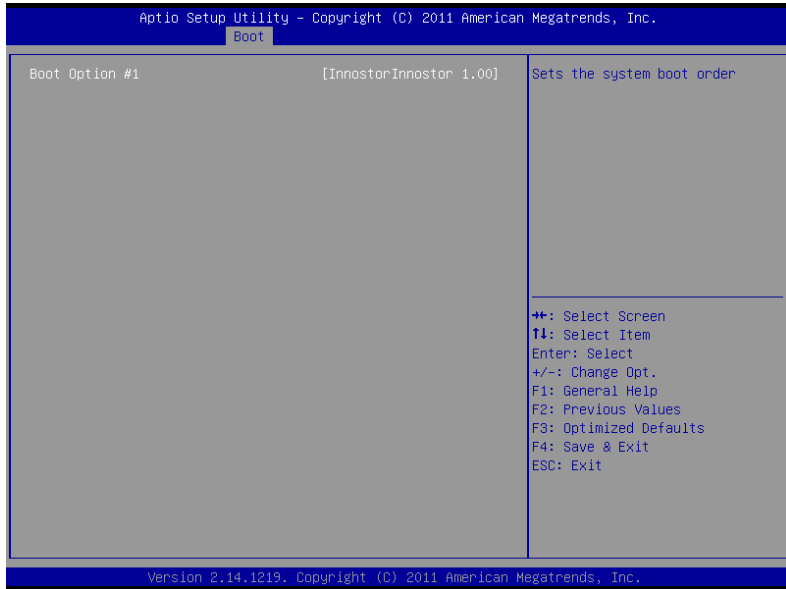 Aptio Setup Utility – Copyright (C) 2011 American Megatrends, Inc.
Boot
Boot Option #1 [InnostorInnostor 1.00]
Sets the system boot order
→←: Select Screen
↑↓: Select Item
Enter: Select
+/-: Change Opt.
F1: General Help
F2: Previous Values
F3: Optimized Defaults
F4: Save & Exit
ESC: Exit
Version 2.14.1219. Copyright (C) 2011 American Megatrends, Inc.